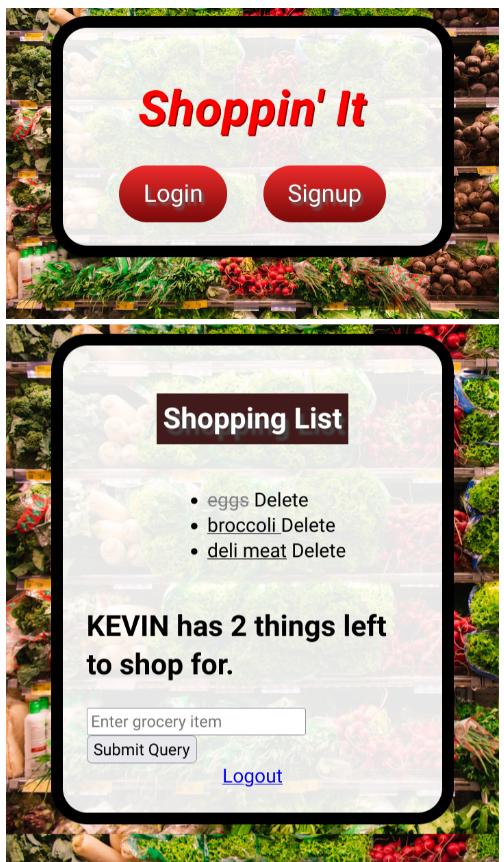 Shoppin' It
Login
Signup
Shopping List
eggs Delete
broccoli Delete
deli meat Delete
KEVIN has 2 things left
to shop for.
Enter grocery item
Submit Query
Logout